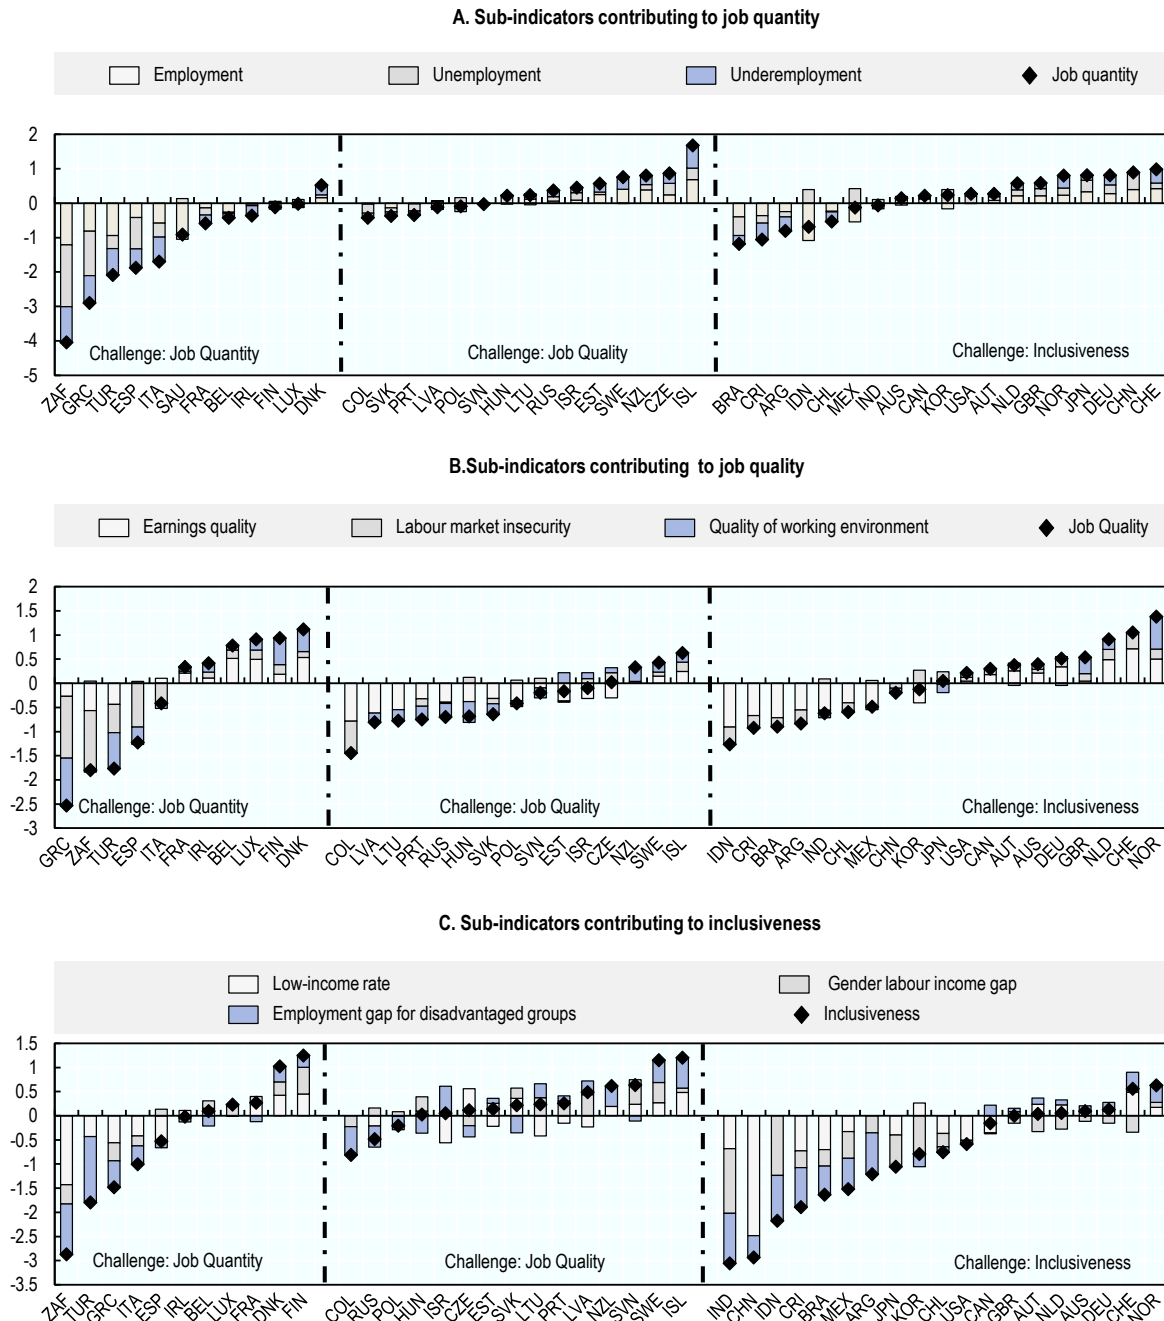 A. Sub-indicators contributing to job quantity
Employment Unemployment Underemployment Job quantity
2
1
0
-1
-2
-3
-4
-5
Challenge: Job Quantity Challenge: Job Quality Challenge: Inclusiveness
ZAF GRC TUR ESP ITA SAU FRA BEL IRL FIN LUX DNK COL SVK PRT LVA POL SVN HUN LTU RUS ISR EST SWE NZL CZE ISL BRA CRI ARG IDN CHL MEX IND AUS CAN KOR USA AUT NLD GBR NOR JPN DEU CHN CHE
B.Sub-indicators contributing to job quality
Earnings quality Labour market insecurity Quality of working environment Job Quality
2
1.5
1
0.5
0
-0.5
-1
-1.5
-2
-2.5
-3
Challenge: Job Quantity Challenge: Job Quality Challenge: Inclusiveness
GRC ZAF TUR ESP ITA FRA IRL BEL LUX FIN DNK COL LVA LTU PRT RUS HUN SVK POL SVN EST ISR CZE NZL SWE ISL IDN CRI BRA ARG IND CHL MEX CHN KOR JPN USA CAN AUT AUS DEU GBR NLD CHE NOR
C. Sub-indicators contributing to inclusiveness
Low-income rate Gender labour income gap
Employment gap for disadvantaged groups Inclusiveness
1.5
1
0.5
0
-0.5
-1
-1.5
-2
-2.5
-3
-3.5
Challenge: Job Quantity Challenge: Job Quality Challenge: Inclusiveness
ZAF TUR GRC ITA ESP IRL BEL LUX FRA DNK FIN COL RUS POL HUN ISR CZE EST SVK LTU PRT LVA NZL SVN SWE ISL IND CHN IDN CRI BRA MEX ARG JPN KOR CHL USA CAN GBR AUT NLD AUS DEU CHE NOR